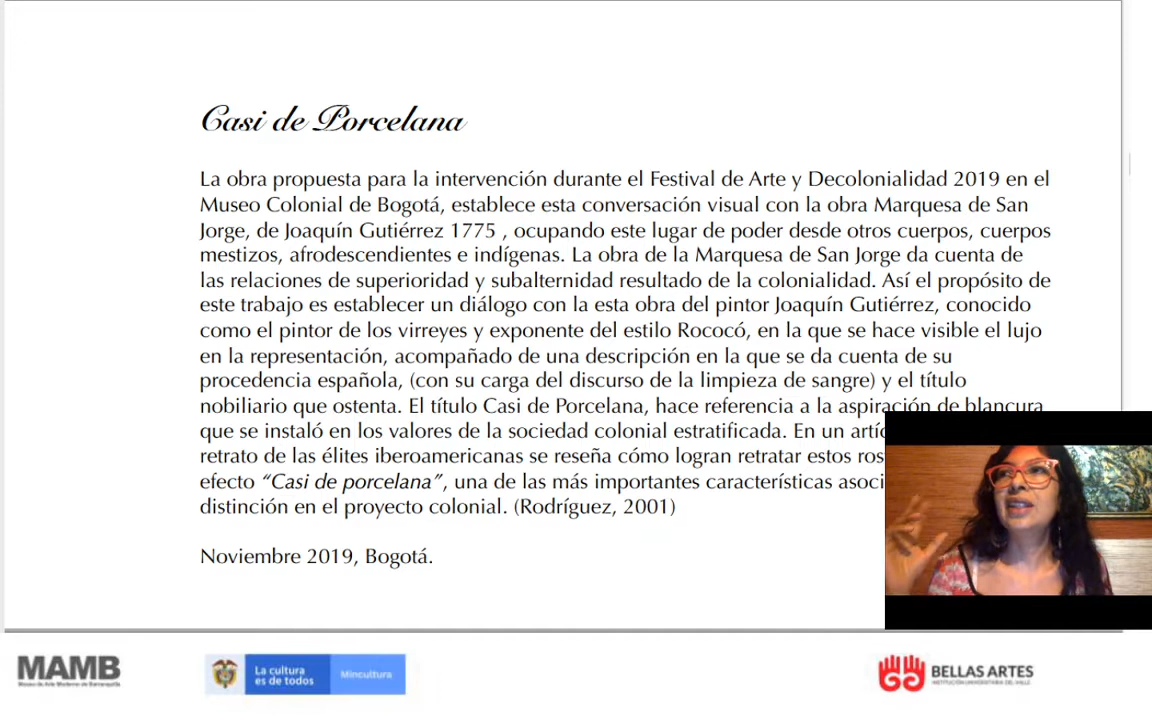 Casi de Porcelana
La obra propuesta para la intervención durante el Festival de Arte y Decolonialidad 2019 en el
Museo Colonial de Bogotá, establece esta conversación visual con la obra Marquesa de San
Jorge, de Joaquín Gutiérrez 1775 , ocupando este lugar de poder desde otros cuerpos, cuerpos
mestizos, afrodescendientes e indígenas. La obra de la Marquesa de San Jorge da cuenta de
las relaciones de superioridad y subalternidad resultado de la colonialidad. Así el propósito de
este trabajo es establecer un diálogo con la esta obra del pintor Joaquín Gutiérrez, conocido
como el pintor de los virreyes y exponente del estilo Rococó, en la que se hace visible el lujo
en la representación, acompañado de una descripción en la que se da cuenta de su
procedencia española, (con su carga del discurso de la limpieza de sangre) y el título
nobiliario que ostenta. El título Casi de Porcelana, hace referencia a la aspiración de blancura
que se instaló en los valores de la sociedad colonial estratificada. En un
retrato de las élites iberoamericanas se reseña cómo logran retratar estos
efecto “Casi de porcelana”, una de las más importantes características
distinción en el proyecto colonial. (Rodríguez, 2001)
Noviembre 2019, Bogotá.
MAMB
Museo de Arte Moderno de Barranquilla
La cultura
es de todos
Mincultura
BELLAS ARTES
INSTITUCIÓN UNIVERSITARIA DEL VALLE